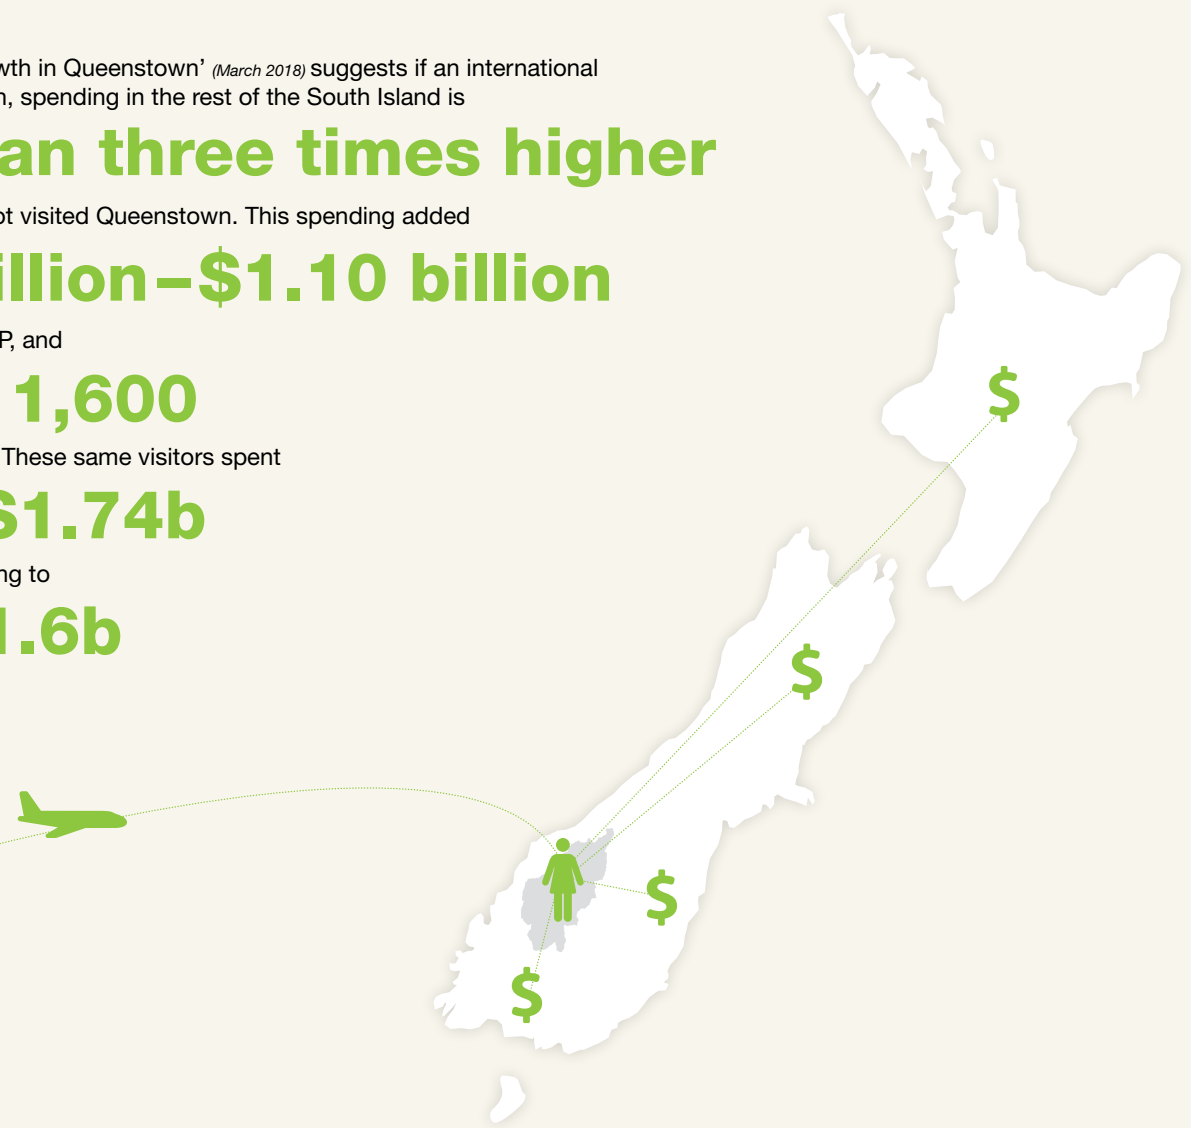 wth in Queenstown’ (March 2018) suggests if an international
n, spending in the rest of the South Island is
an three times higher
ot visited Queenstown. This spending added
illion–$1.10 billion
P, and
11,600
These same visitors spent
$1.74b
ng to
1.6b
$
$
$
$